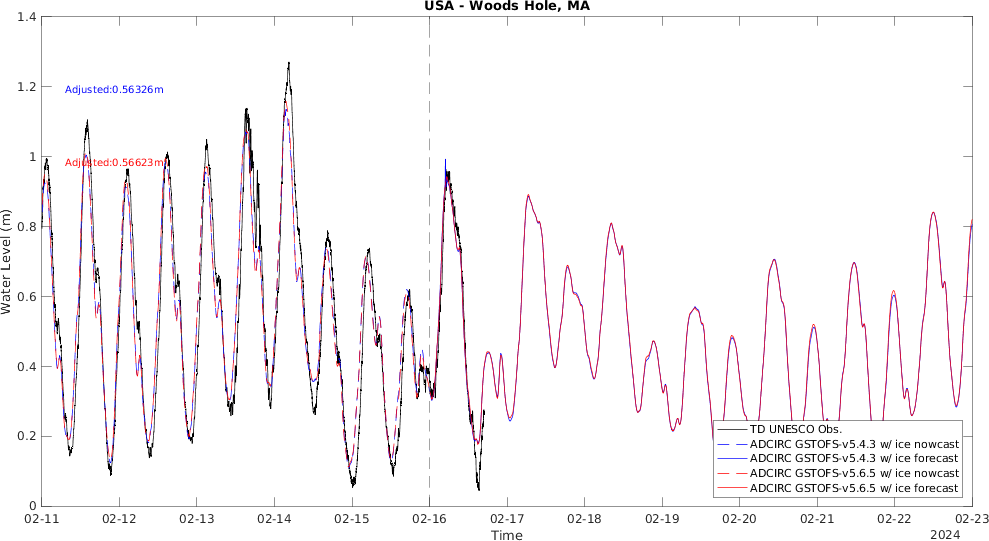 USA - Woods Hole, MA
Water Level (m)
1.4
1.2
1
0.8
0.6
0.4
0.2
0
Adjusted:0.56326m
Adjusted:0.56623m
TD UNESCO Obs.
ADCIRC GSTOFS-v5.4.3 w/ ice nowcast
ADCIRC GSTOFS-v5.4.3 w/ ice forecast
ADCIRC GSTOFS-v5.6.5 w/ ice nowcast
ADCIRC GSTOFS-v5.6.5 w/ ice forecast
02-11 02-12 02-13 02-14 02-15 02-16 02-17 02-18 02-19 02-20 02-21 02-22 02-23
Time
2024